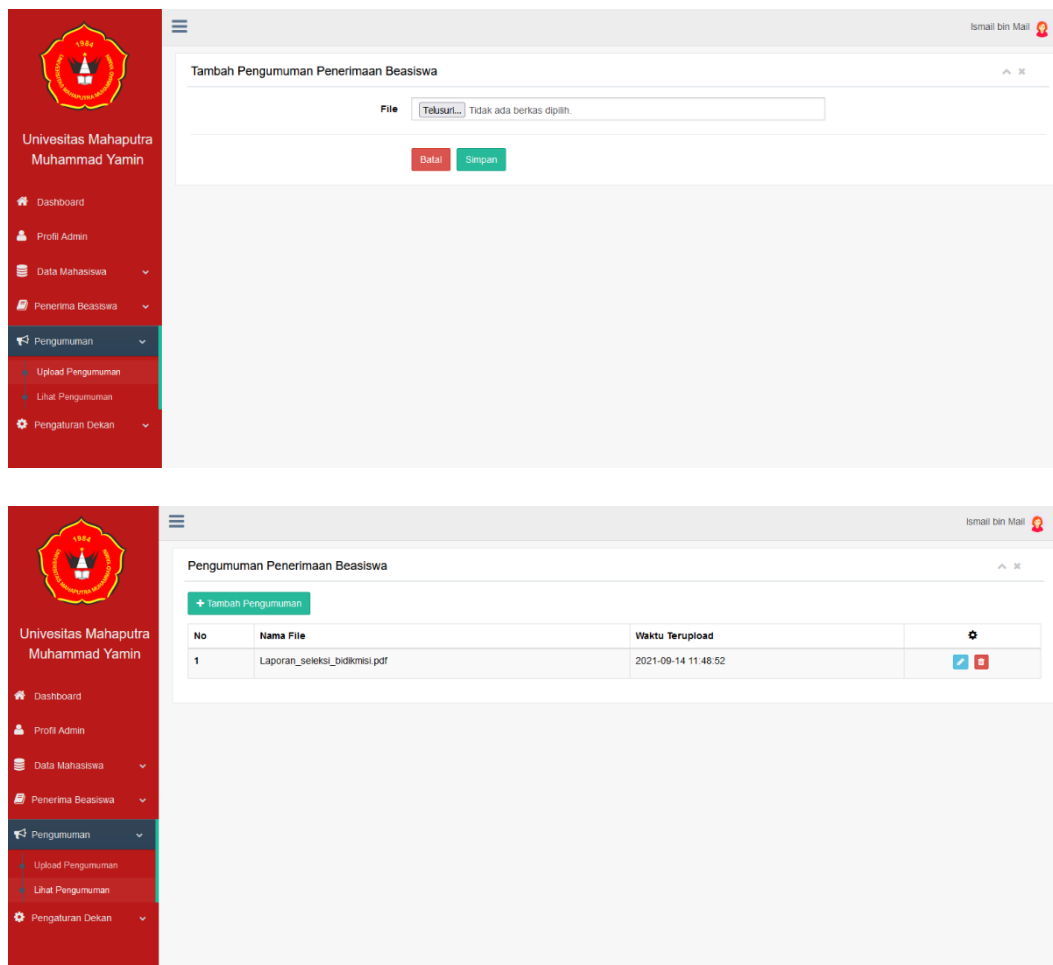 Ismail bin Mail
1984
Tambah Pengumuman Penerimaan Beasiswa
File
Telusuri... Tidak ada berkas dipilih.
Batal Simpan
Univesitas Mahaputra
Muhammad Yamin
Dashboard
Profil Admin
Data Mahasiswa
Penerima Beasiswa
Pengumuman
Upload Pengumuman
Lihat Pengumuman
Pengaturan Dekan
Ismail bin Mail
1984
Pengumuman Penerimaan Beasiswa
+ Tambah Pengumuman
No Nama File Waktu Terupload
1 Laporan_seleksi_bidikmisi.pdf 2021-09-14 11:48:52
Univesitas Mahaputra
Muhammad Yamin
Dashboard
Profil Admin
Data Mahasiswa
Penerima Beasiswa
Pengumuman
Upload Pengumuman
Lihat Pengumuman
Pengaturan Dekan